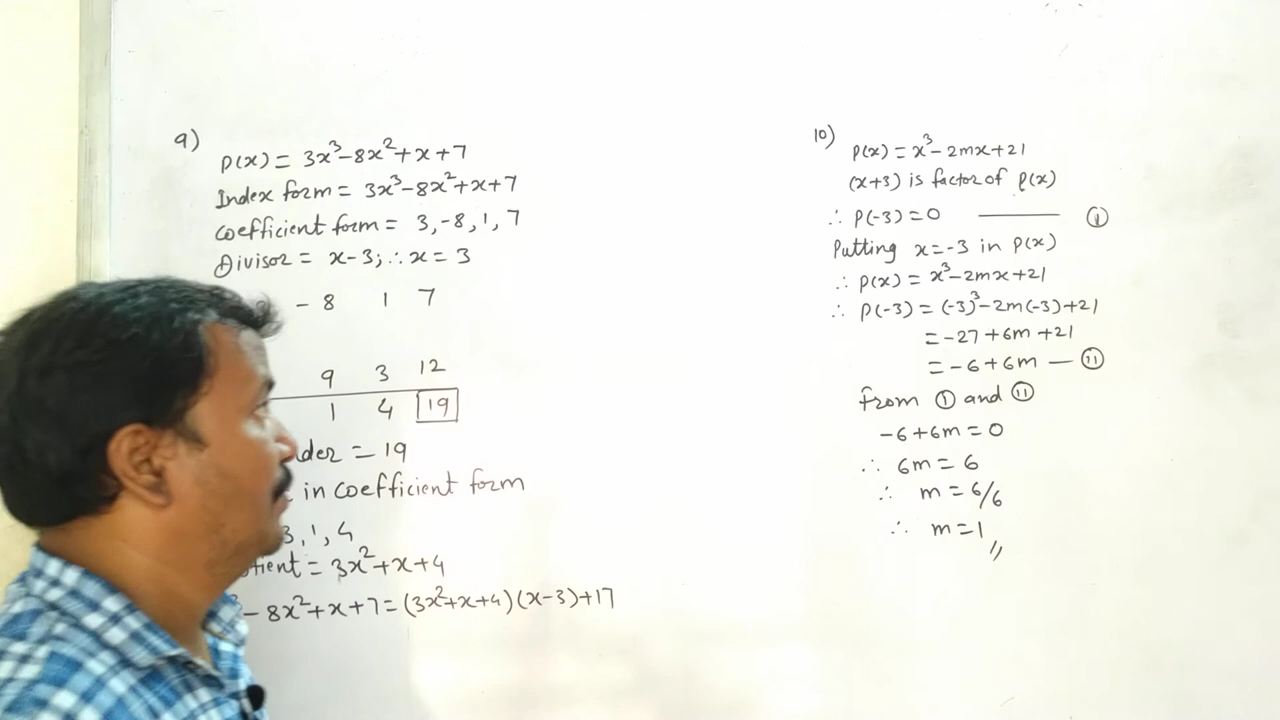 9)
p(x) = 3x³-8x²+x+7
Index form = 3x³-8x²+x+7
Coefficient form = 3,-8,1,7
Divisor = x-3; ∴ x = 3
-8 1 7
9 3 12
1 4 19
der = 19
in coefficient form
3,1,4
tient = 3x²+x+4
-8x²+x+7=(3x²+x+4)(x-3)+17
10)
P(x) = x³-2mx+21
(x+3) is factor of P(x)
∴ P(-3)=0 —— (I)
Putting x=-3 in P(x)
∴ P(x) = x³-2mx+21
∴ P(-3) = (-3)³-2m(-3)+21
= -27+6m+21
= -6+6m — (II)
from (I) and (II)
-6+6m=0
∴ 6m = 6
∴ m = 6/6
∴ m=1 //